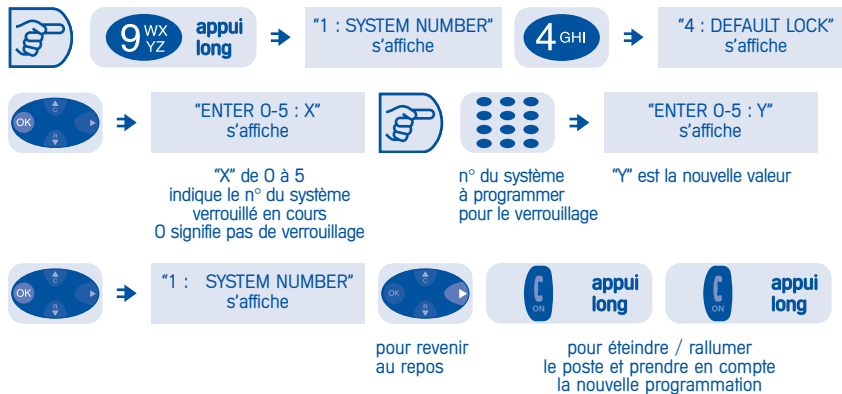 9 WX YZ appui long
"1 : SYSTEM NUMBER" s'affiche
4 GHI
"4 : DEFAULT LOCK" s'affiche
OK C R
"ENTER 0-5 : X" s'affiche
"ENTER 0-5 : Y" s'affiche
"X" de 0 à 5
indique le n° du système
verrouillé en cours
0 signifie pas de verrouillage
n° du système
à programmer
pour le verrouillage
"Y" est la nouvelle valeur
OK C R
"1 : SYSTEM NUMBER" s'affiche
OK C R
ON appui long
ON appui long
pour revenir
au repos
pour éteindre / rallumer
le poste et prendre en compte
la nouvelle programmation